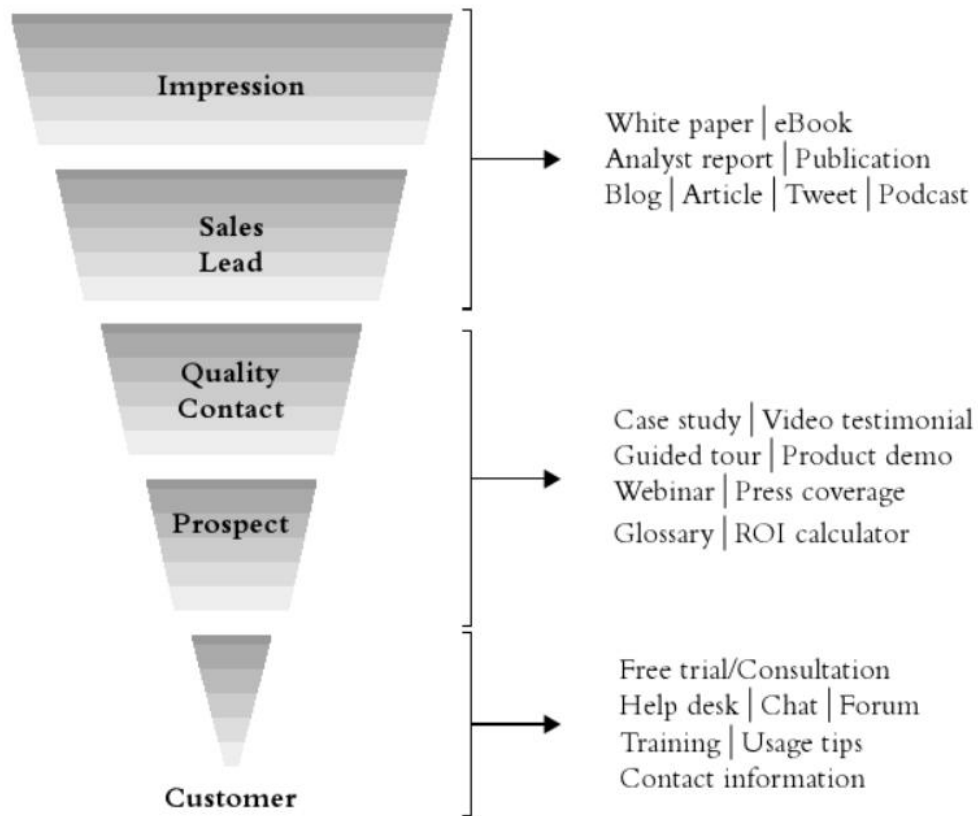 Impression
White paper | eBook
Analyst report | Publication
Blog | Article | Tweet | Podcast
Sales
Lead
Quality
Contact
Case study | Video testimonial
Guided tour | Product demo
Webinar | Press coverage
Glossary | ROI calculator
Prospect
Free trial/Consultation
Help desk | Chat | Forum
Training | Usage tips
Contact information
Customer